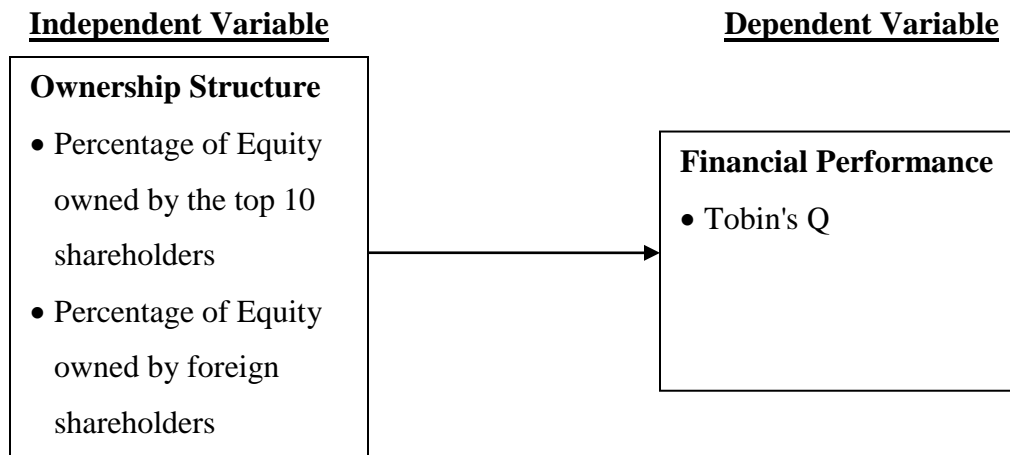 Independent Variable
Dependent Variable
Ownership Structure
• Percentage of Equity
owned by the top 10
shareholders
• Percentage of Equity
owned by foreign
shareholders
Financial Performance
• Tobin's Q